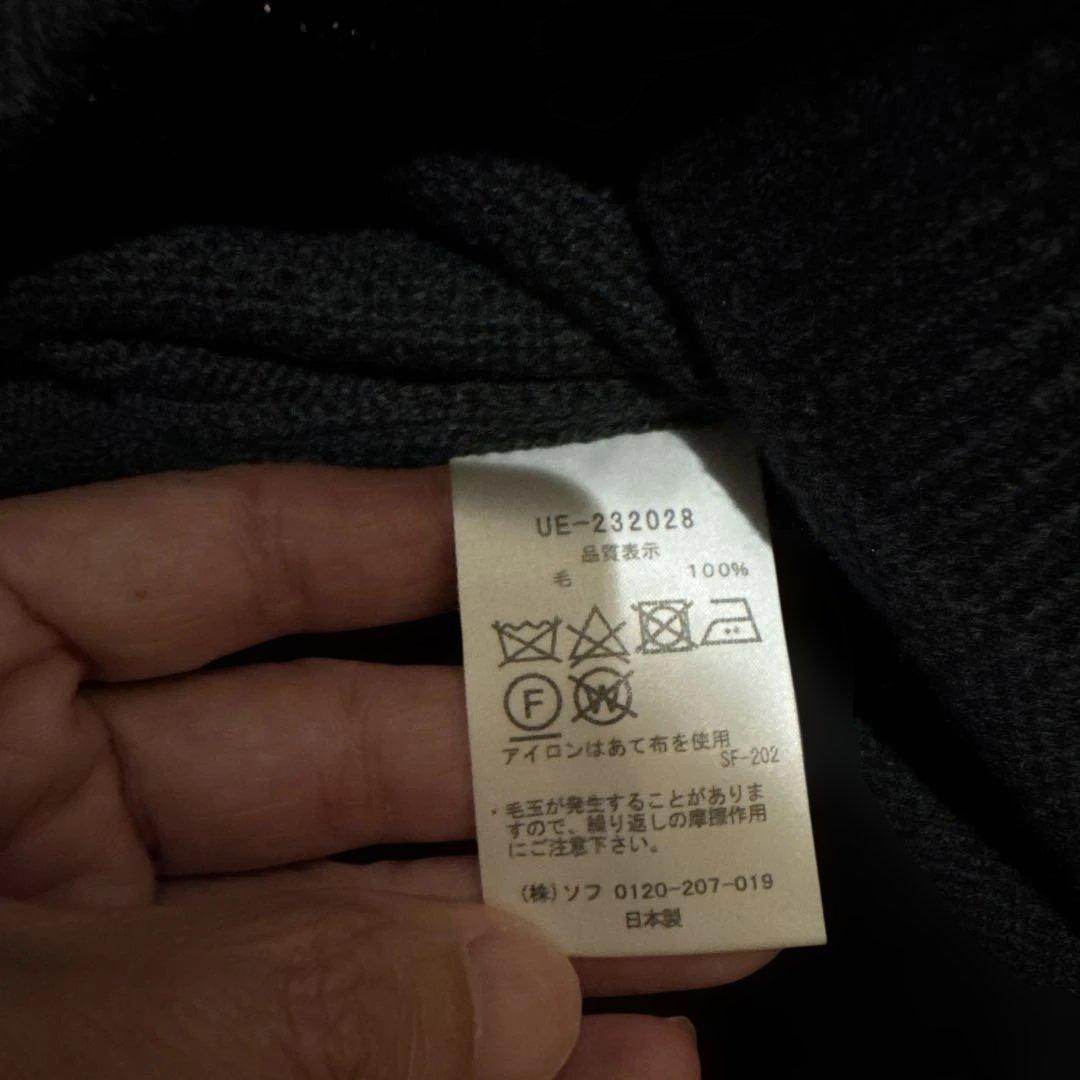 UE-232028
品質表示
毛 100%
F W
アイロンはあて布を使用
SF-202
・毛玉が発生することがありま
すので、繰り返しの摩擦作用
にご注意下さい。
(株)ソフ 0120-207-019
日本製